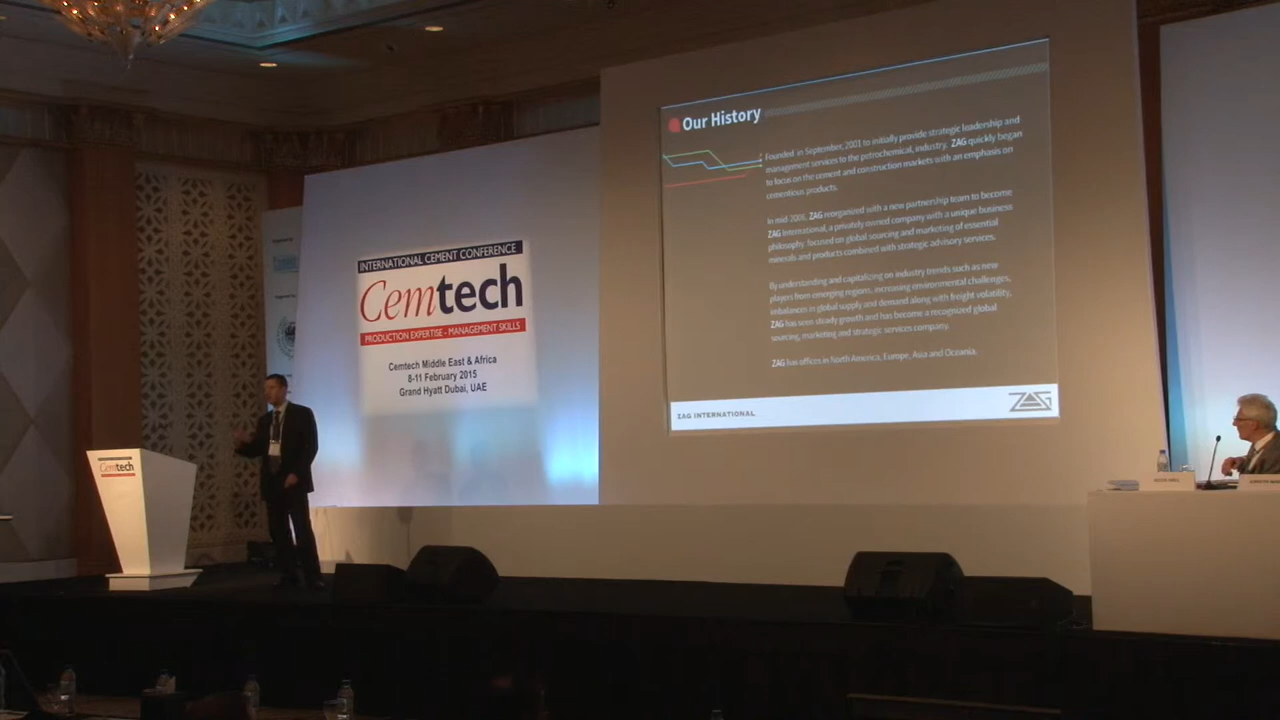 Our History
Founded in September, 2001 to initially provide strategic leadership and
management services to the petrochemical, industry, ZAG quickly began
to focus on the cement and construction markets with an emphasis on
cementious products.
In mid-2006, ZAG reorganized with a new partnership team to become
ZAG International, a privately owned company with a unique business
philosophy: focused on global sourcing and marketing of essential
minerals and products combined with strategic advisory services.
By understanding and capitalizing on industry trends such as new
players from emerging regions, increasing environmental challenges,
imbalances in global supply and demand along with freight volatility,
ZAG has seen steady growth and has become a recognized global
sourcing, marketing and strategic services company.
ZAG has offices in North America, Europe, Asia and Oceania.
ZAG INTERNATIONAL
ZAG
INTERNATIONAL CEMENT CONFERENCE
Cemtech
PRODUCTION EXPERTISE - MANAGEMENT SKILLS
Cemtech Middle East & Africa
8-11 February 2015
Grand Hyatt Dubai, UAE
Cemtech